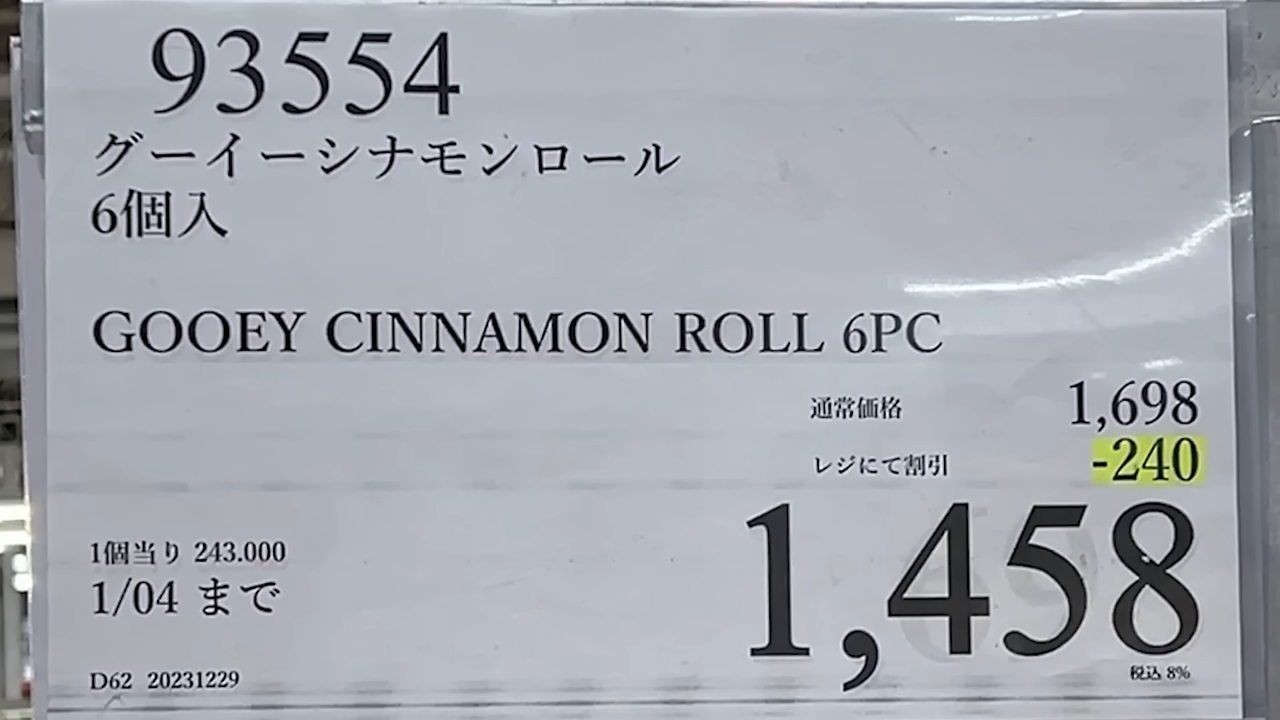 93554
グーイーシナモンロール
6個入
GOOEY CINNAMON ROLL 6PC
通常価格 1,698
レジにて割引 -240
1,458
1個当り 243.000
1/04 まで
税込 8%
D62 20231229